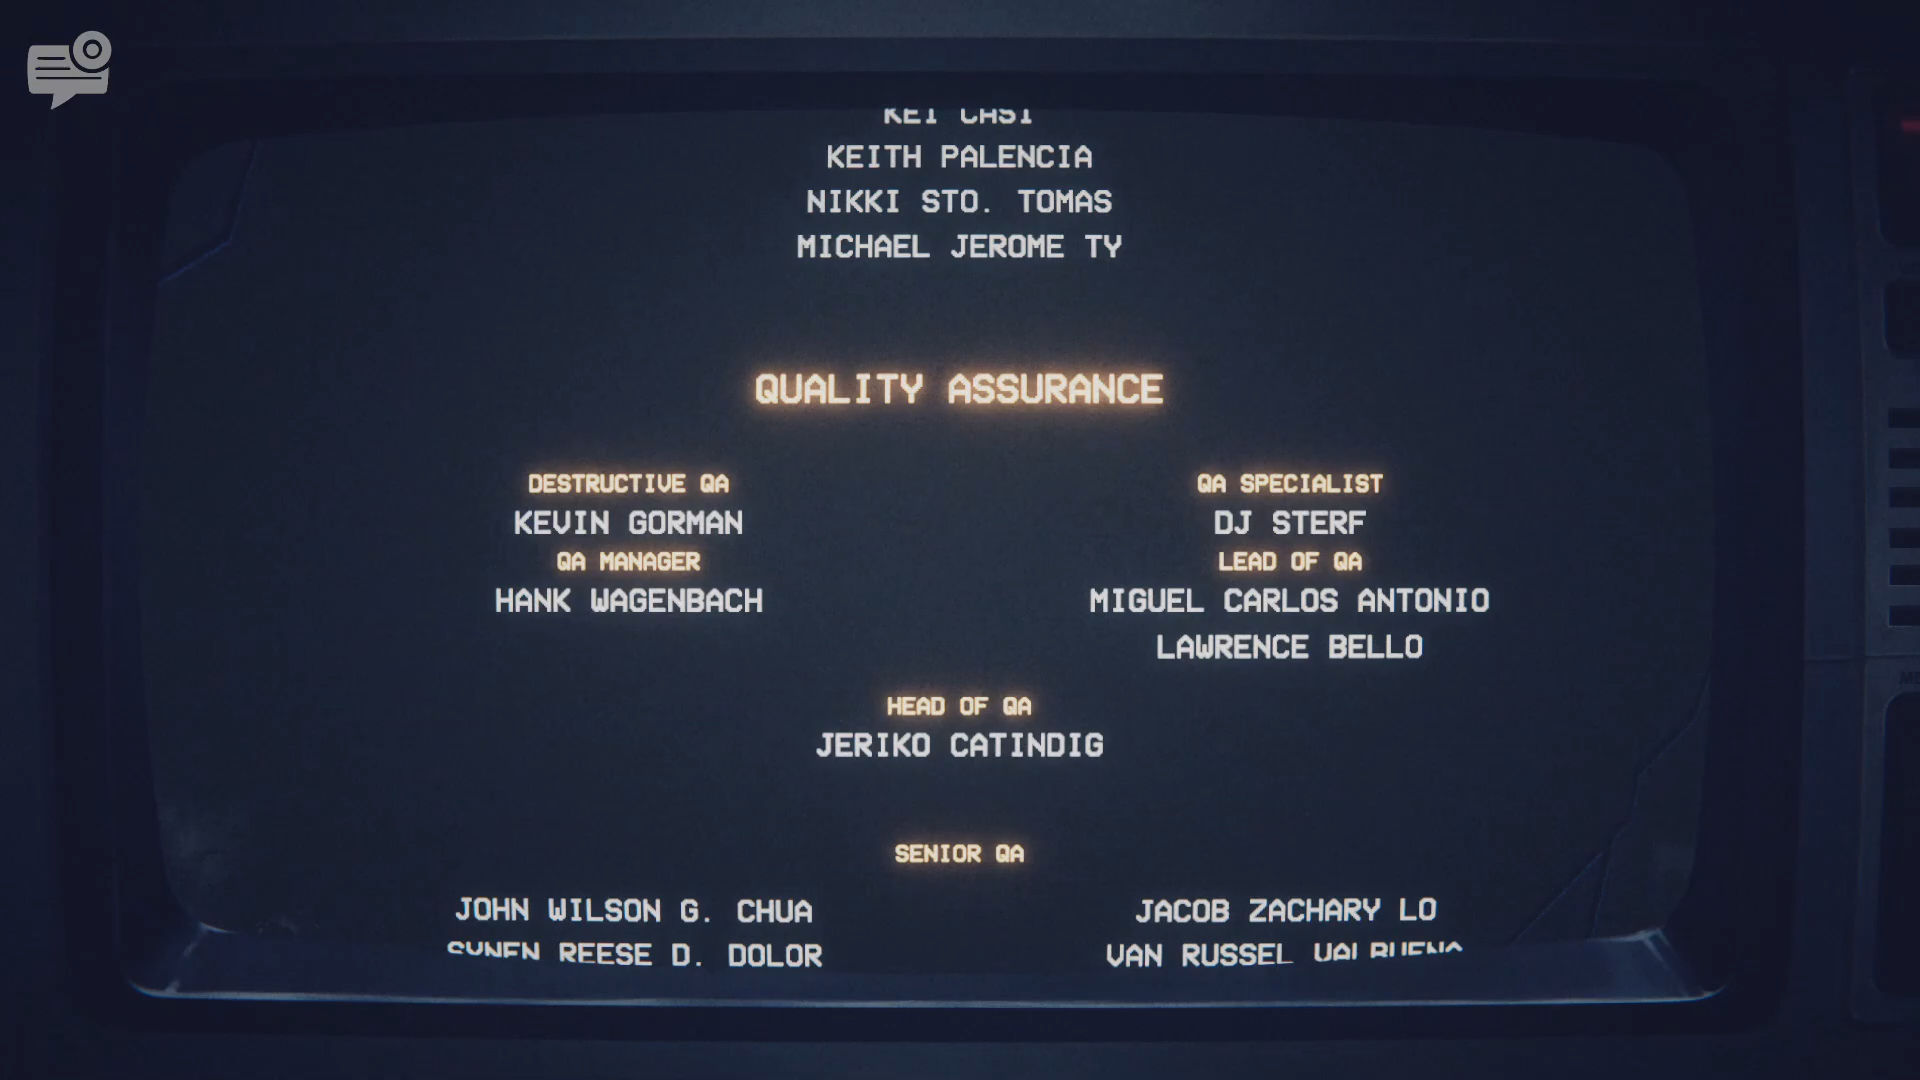 KEITH PALENCIA
NIKKI STO. TOMAS
MICHAEL JEROME TY
QUALITY ASSURANCE
DESTRUCTIVE QA
KEVIN GORMAN
QA MANAGER
HANK WAGENBACH
QA SPECIALIST
DJ STERF
LEAD OF QA
MIGUEL CARLOS ANTONIO
LAWRENCE BELLO
HEAD OF QA
JERIKO CATINDIG
SENIOR QA
JOHN WILSON G. CHUA
REESE D. DOLOR
JACOB ZACHARY LO
VAN RUSSEL VALBUENA